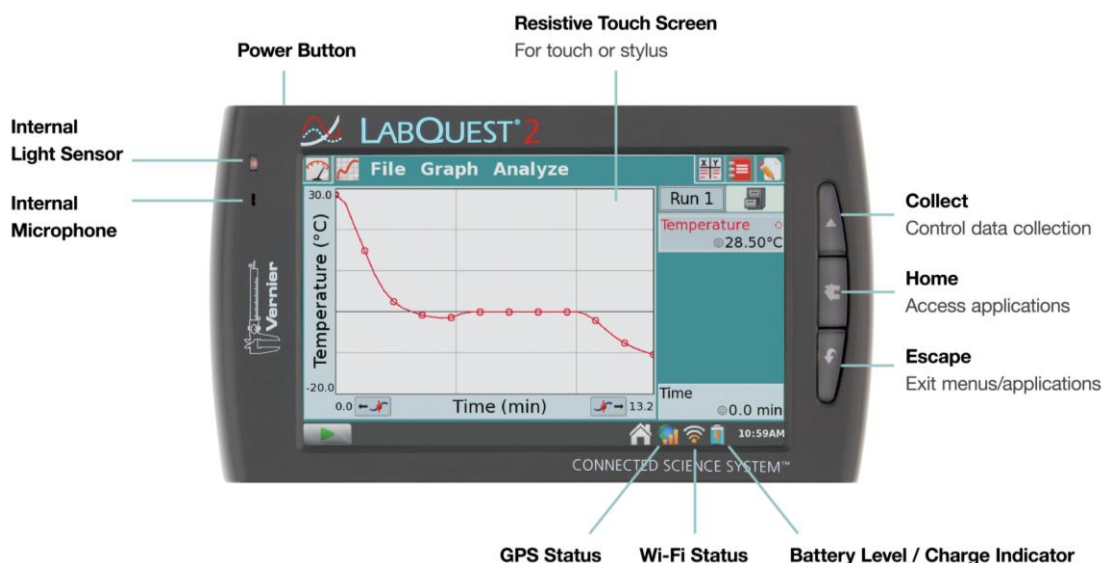 Resistive Touch Screen
For touch or stylus
Power Button
Internal
Light Sensor
Internal
Microphone
LABQUEST® 2
File Graph Analyze
X Y
30.0
Temperature (°C)
-20.0
0.0
Time (min)
13.2
Run 1
Temperature
28.50°C
Time
0.0 min
10:59AM
Vernier
CONNECTED SCIENCE SYSTEM™
Collect
Control data collection
Home
Access applications
Escape
Exit menus/applications
GPS Status
Wi-Fi Status
Battery Level / Charge Indicator